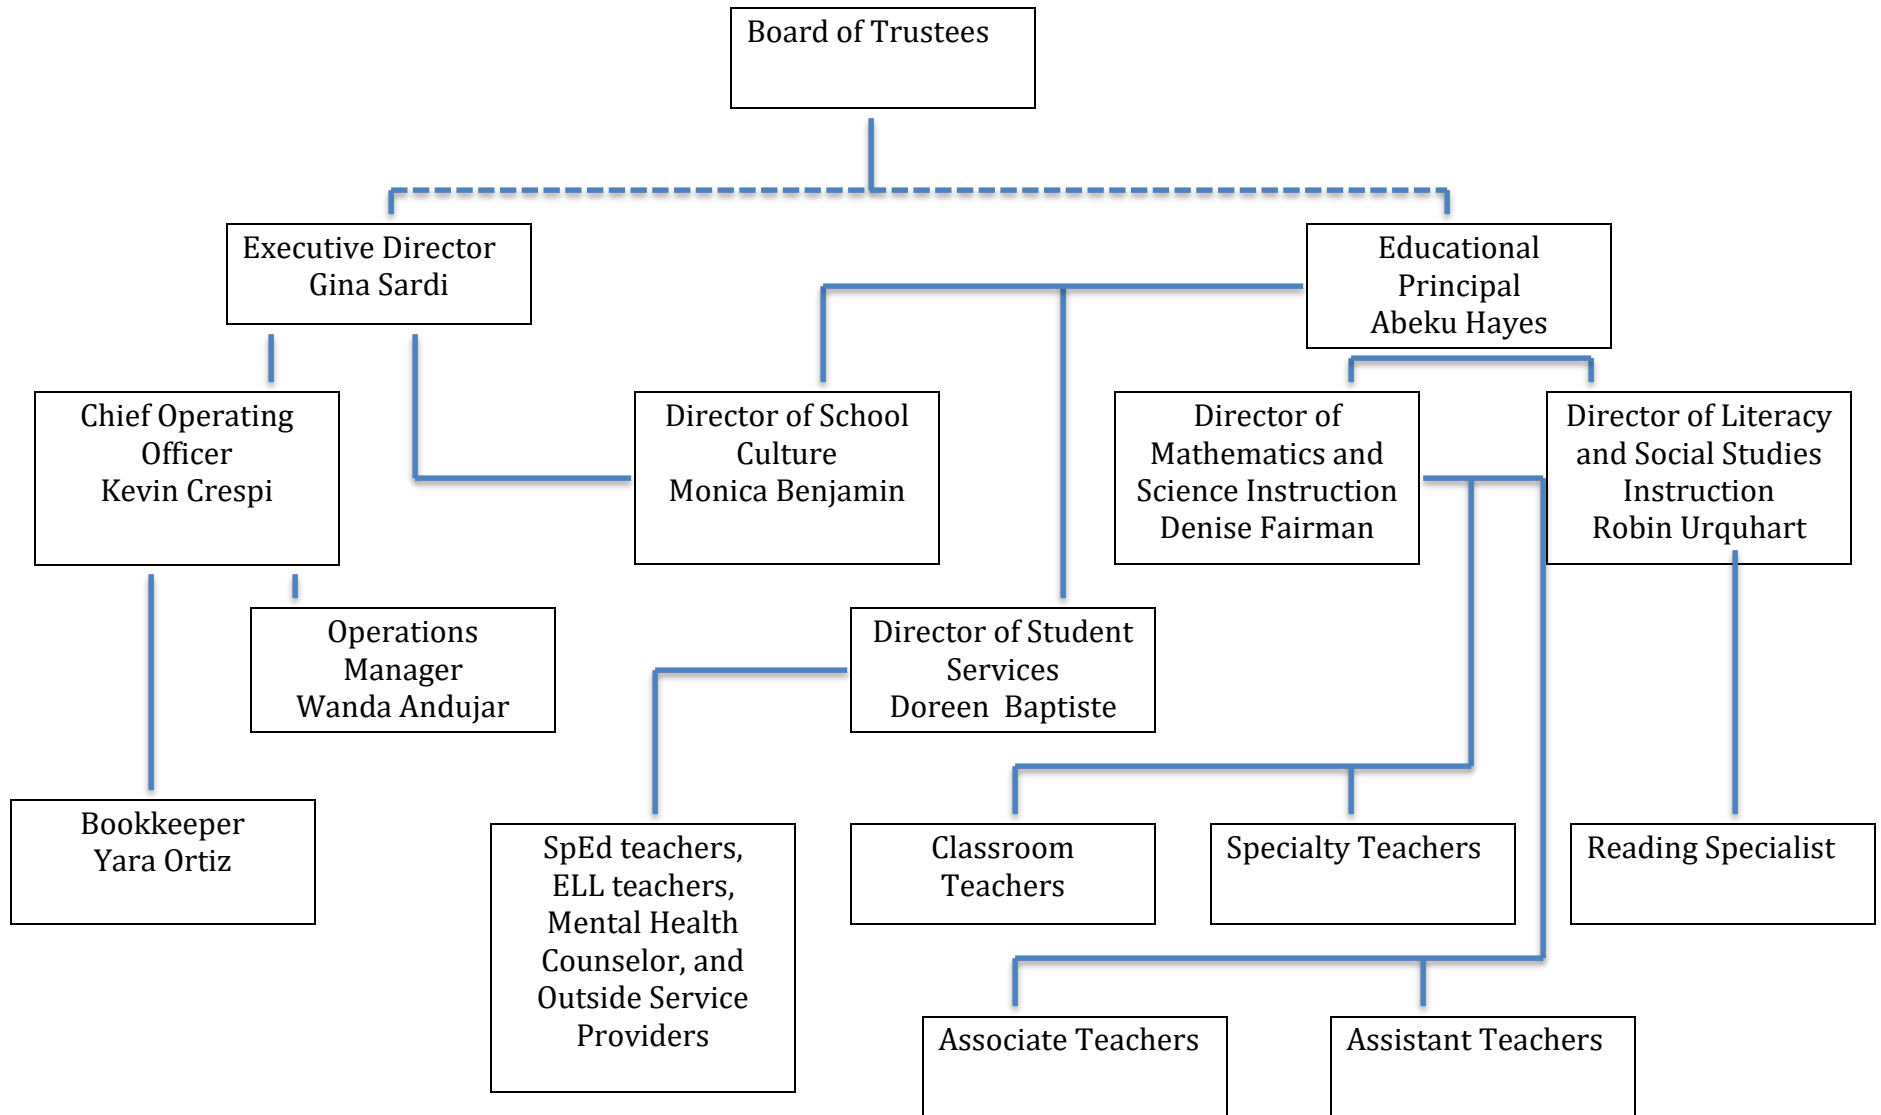 Board of Trustees
Executive Director
Gina Sardi
Educational
Principal
Abeku Hayes
Chief Operating
Officer
Kevin Crespi
Director of School
Culture
Monica Benjamin
Director of
Mathematics and
Science Instruction
Denise Fairman
Director of Literacy
and Social Studies
Instruction
Robin Urquhart
Operations
Manager
Wanda Andujar
Director of Student
Services
Doreen  Baptiste
Bookkeeper
Yara Ortiz
SpEd teachers,
ELL teachers,
Mental Health
Counselor, and
Outside Service
Providers
Classroom
Teachers
Specialty Teachers
Reading Specialist
Associate Teachers
Assistant Teachers